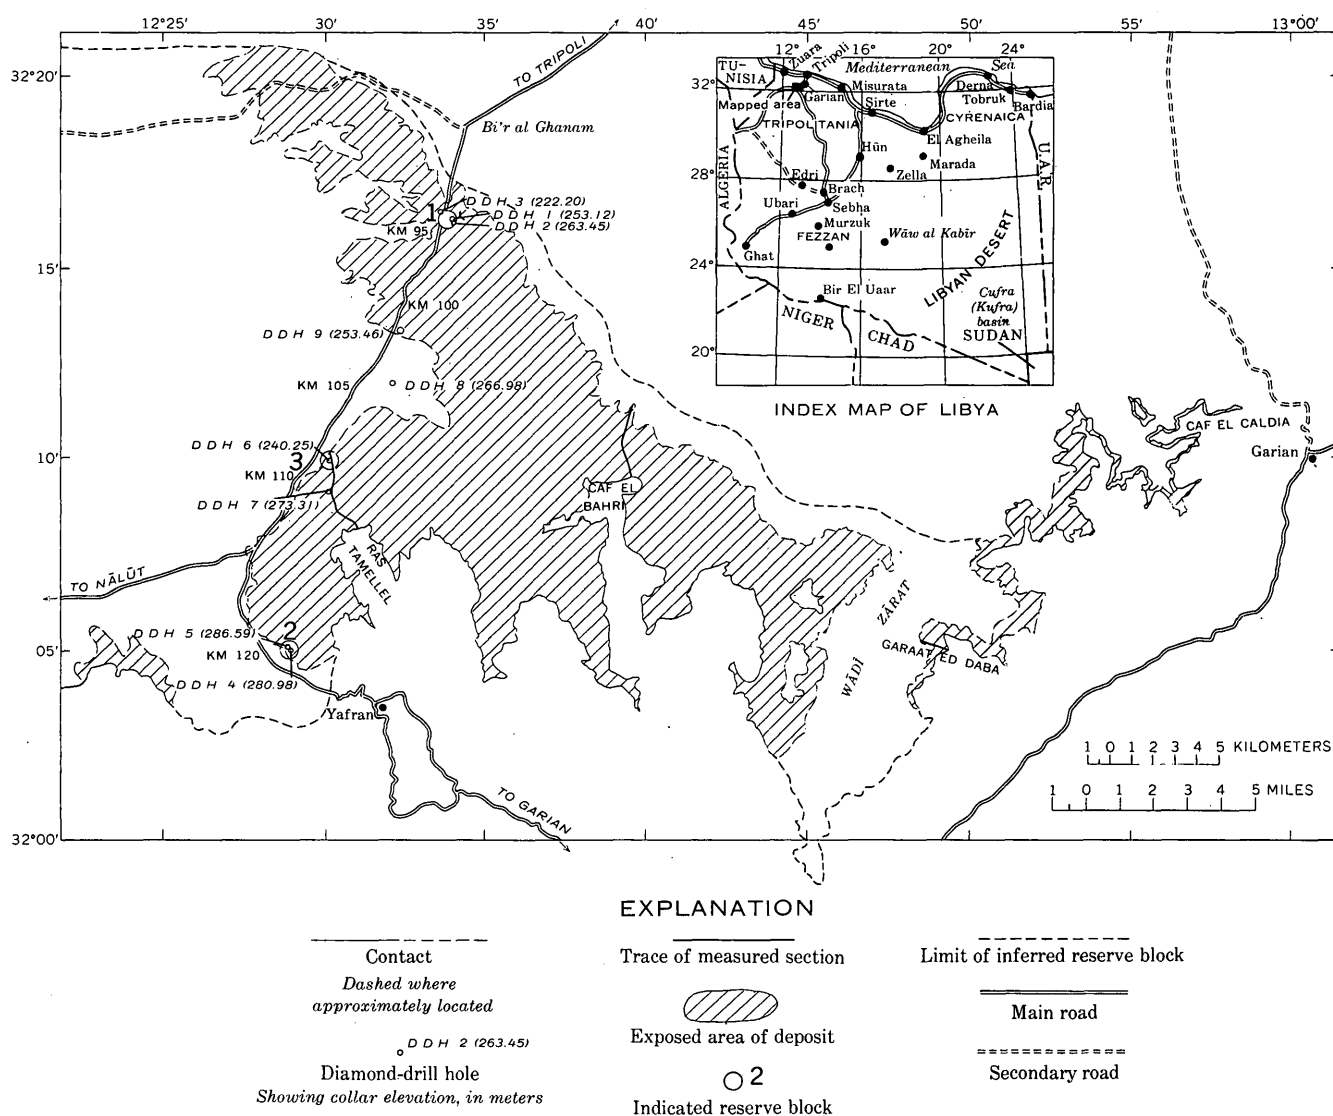 12°25'
30'
35'
40'
45'
50'
55'
13°00'
32°20'
15'
10'
05'
32°00'
TO TRIPOLI
Bi'r al Ghanam
1
DDH 3 (222.20)
DDH 1 (253.12)
DDH 2 (263.45)
KM 95
KM 100
DDH 9 (253.46)
KM 105
DDH 8 (266.98)
DDH 6 (240.25)
3
KM 110
DDH 7 (273.31)
CAF EL
BAHRI
RAS
TAMELLEL
TO NĀLŪT
DDH 5 (286.59)
2
KM 120
DDH 4 (280.98)
Yafran
TO GARIAN
WĀDĪ ZĀRAT
GARAAT ED DABA
CAF EL CALDIA
Garian
12°
16°
20°
24°
32°
28°
24°
20°
TU-
NISIA
Zuara
Tripoli
Mediterranean
Sea
Misurata
Derna
Tobruk
Bardia
Mapped area
Garian
Sirte
CYRENAICA
TRIPOLITANIA
El Agheila
Hūn
Marada
Zella
ALGERIA
U.A.R.
Edri
Brach
Ubari
Sebha
Murzuk
FEZZAN
Wāw al Kabīr
Ghat
LIBYAN DESERT
Bir El Uaar
Cufra
(Kufra)
basin
NIGER
CHAD
SUDAN
INDEX MAP OF LIBYA
1 0 1 2 3 4 5 KILOMETERS
1 0 1 2 3 4 5 MILES
EXPLANATION
Contact
Dashed where
approximately located
DDH 2 (263.45)
Diamond-drill hole
Showing collar elevation, in meters
Trace of measured section
Exposed area of deposit
2
Indicated reserve block
Limit of inferred reserve block
Main road
Secondary road